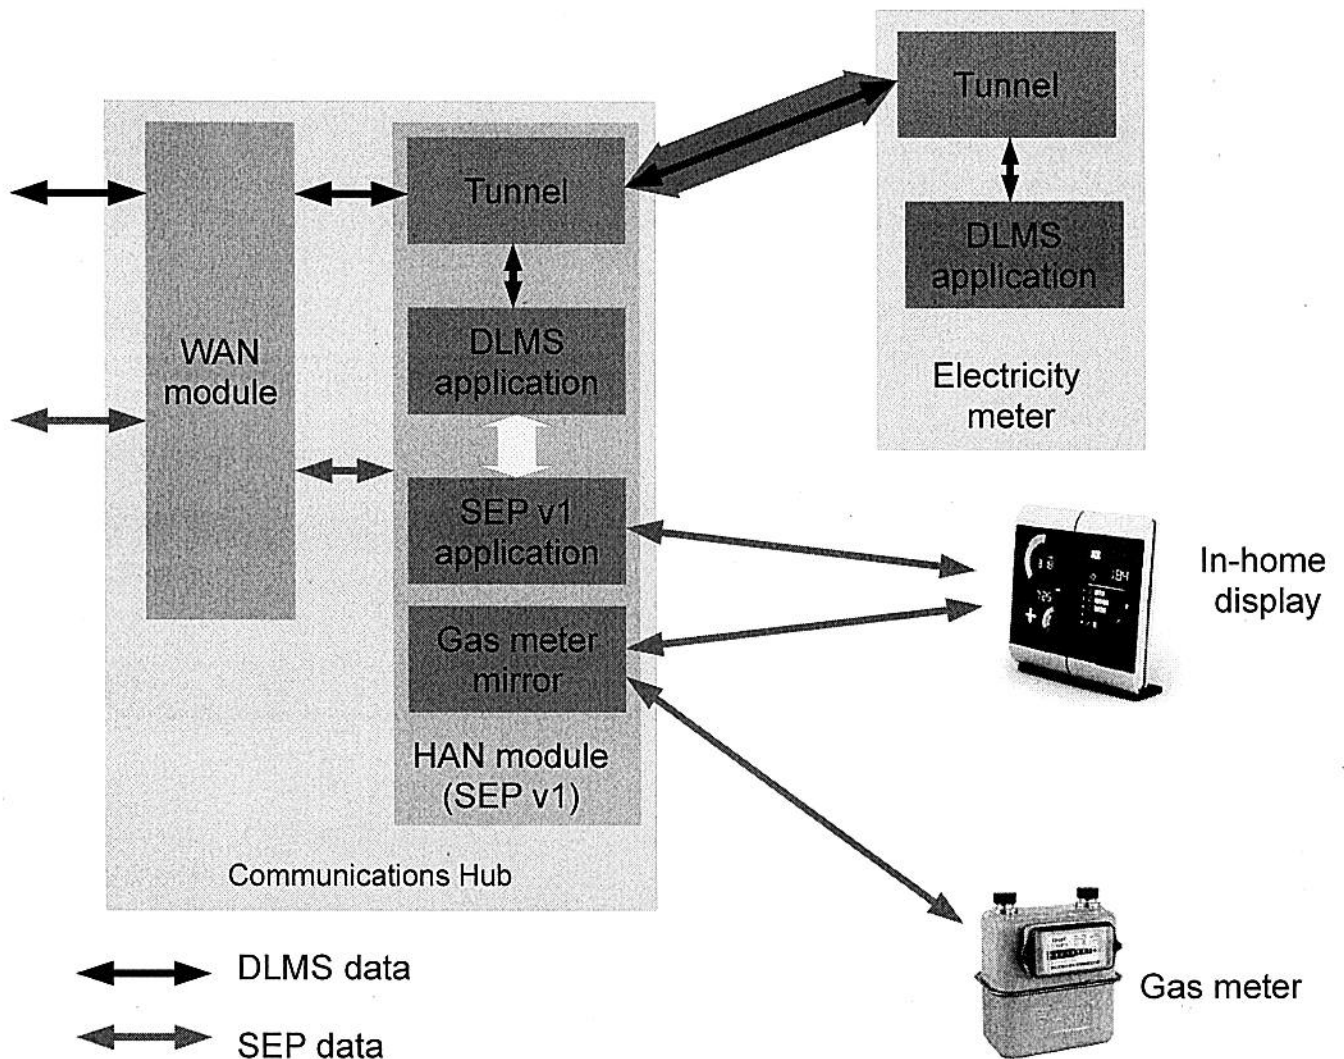 Tunnel
DLMS
application
Electricity
meter
WAN
module
Tunnel
DLMS
application
SEP v1
application
Gas meter
mirror
HAN module
(SEP v1)
Communications Hub
In-home
display
Gas meter
DLMS data
SEP data